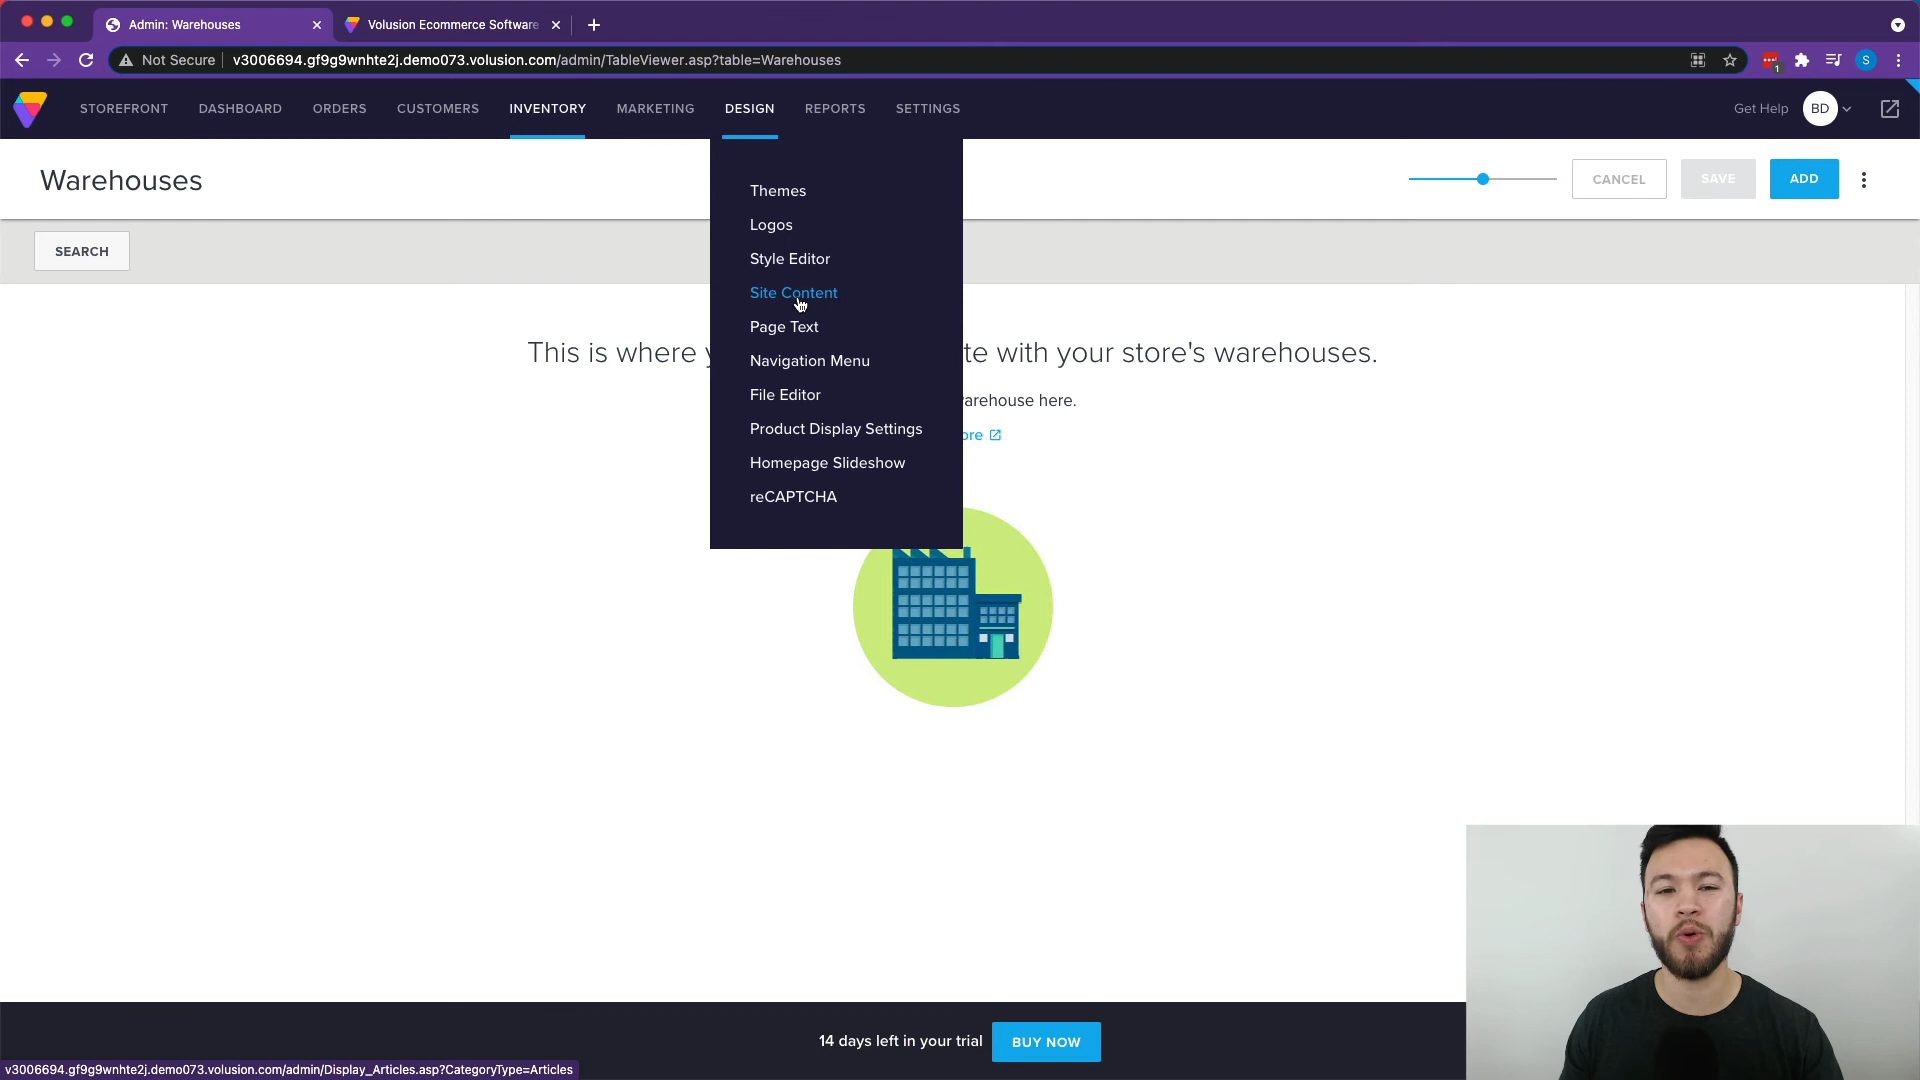 Admin: Warehouses
Volusion Ecommerce Software
Not Secure
v3006694.gf9g9wnhte2j.demo073.volusion.com/admin/TableViewer.asp?table=Warehouses
1
S
STOREFRONT
DASHBOARD
ORDERS
CUSTOMERS
INVENTORY
MARKETING
DESIGN
REPORTS
SETTINGS
Get Help
BD
Warehouses
CANCEL
SAVE
ADD
SEARCH
Themes
Logos
Style Editor
Site Content
Page Text
Navigation Menu
File Editor
Product Display Settings
Homepage Slideshow
reCAPTCHA
This is where
with your store's warehouses.
here.
14 days left in your trial
BUY NOW
v3006694.gf9g9wnhte2j.demo073.volusion.com/admin/Display_Articles.asp?CategoryType=Articles